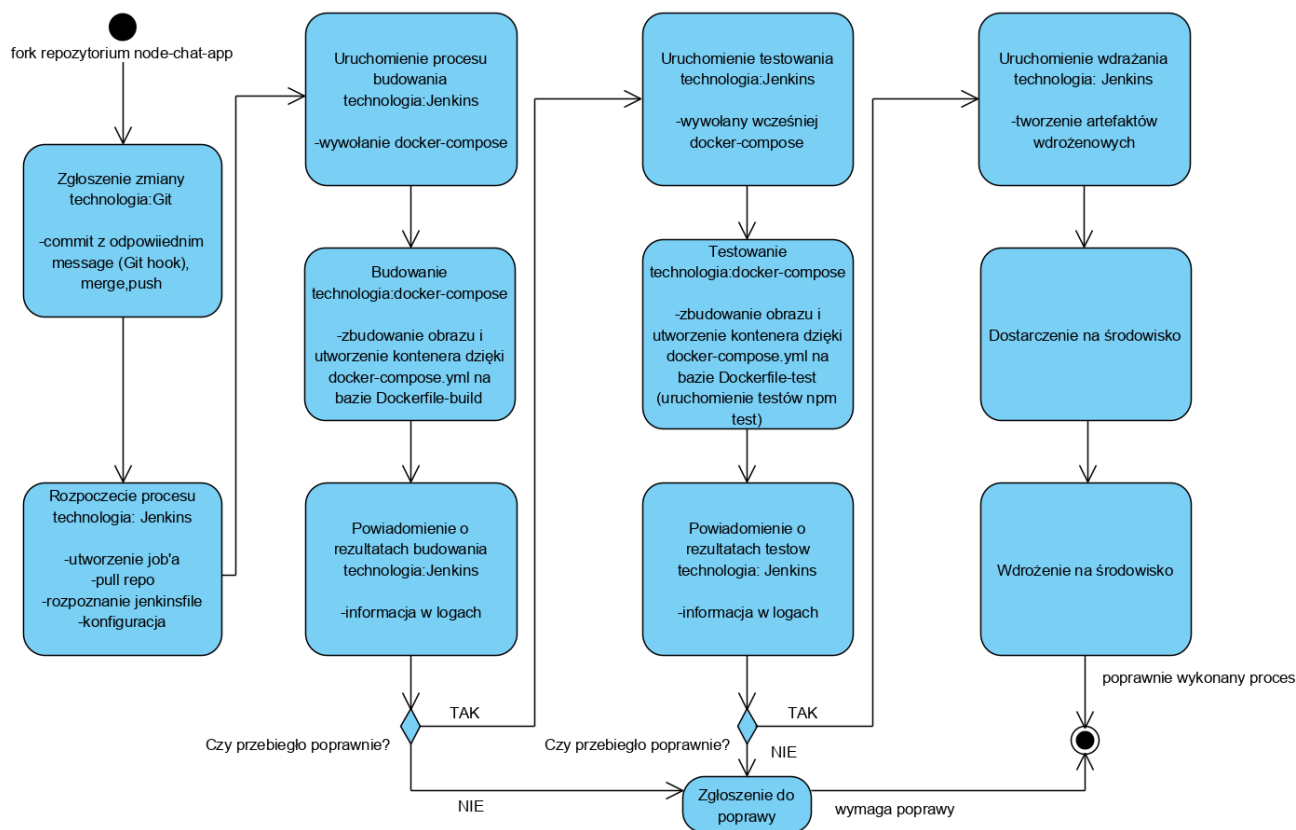 fork repozytorium node-chat-app
Zgłoszenie zmiany
technologia:Git
-commit z odpowiiednim
message (Git hook),
merge,push
Rozpoczecie procesu
technologia: Jenkins
-utworzenie job'a
-pull repo
-rozpoznanie jenkinsfile
-konfiguracja
Uruchomienie procesu
budowania
technologia:Jenkins
-wywołanie docker-compose
Budowanie
technologia:docker-compose
-zbudowanie obrazu i
utworzenie kontenera dzięki
docker-compose.yml na
bazie Dockerfile-build
Powiadomienie o
rezultatach budowania
technologia:Jenkins
-informacja w logach
Czy przebiegło poprawnie?
TAK
NIE
Uruchomienie testowania
technologia:Jenkins
-wywołany wcześniej
docker-compose
Testowanie
technologia:docker-compose
-zbudowanie obrazu i
utworzenie kontenera dzięki
docker-compose.yml na
bazie Dockerfile-test
(uruchomienie testów npm
test)
Powiadomienie o
rezultatach testow
technologia: Jenkins
-informacja w logach
Czy przebiegło poprawnie?
TAK
NIE
Zgłoszenie do
poprawy
wymaga poprawy
Uruchomienie wdrażania
technologia: Jenkins
-tworzenie artefaktów
wdrożenowych
Dostarczenie na środowisko
Wdrożenie na środowisko
poprawnie wykonany proces